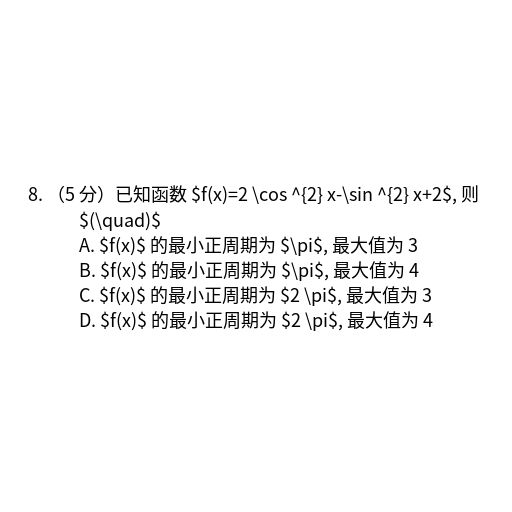 8. （5 分）已知函数 $f(x)=2 \cos ^{2} x-\sin ^{2} x+2$, 则
$(\quad)$
A. $f(x)$ 的最小正周期为 $\pi$, 最大值为 3
B. $f(x)$ 的最小正周期为 $\pi$, 最大值为 4
C. $f(x)$ 的最小正周期为 $2 \pi$, 最大值为 3
D. $f(x)$ 的最小正周期为 $2 \pi$, 最大值为 4